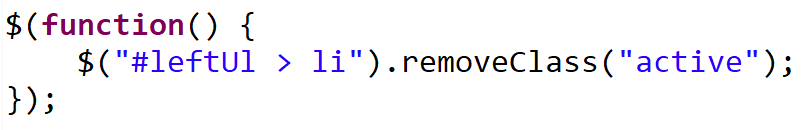 $(function() {
    $("#leftUl > li").removeClass("active");
});